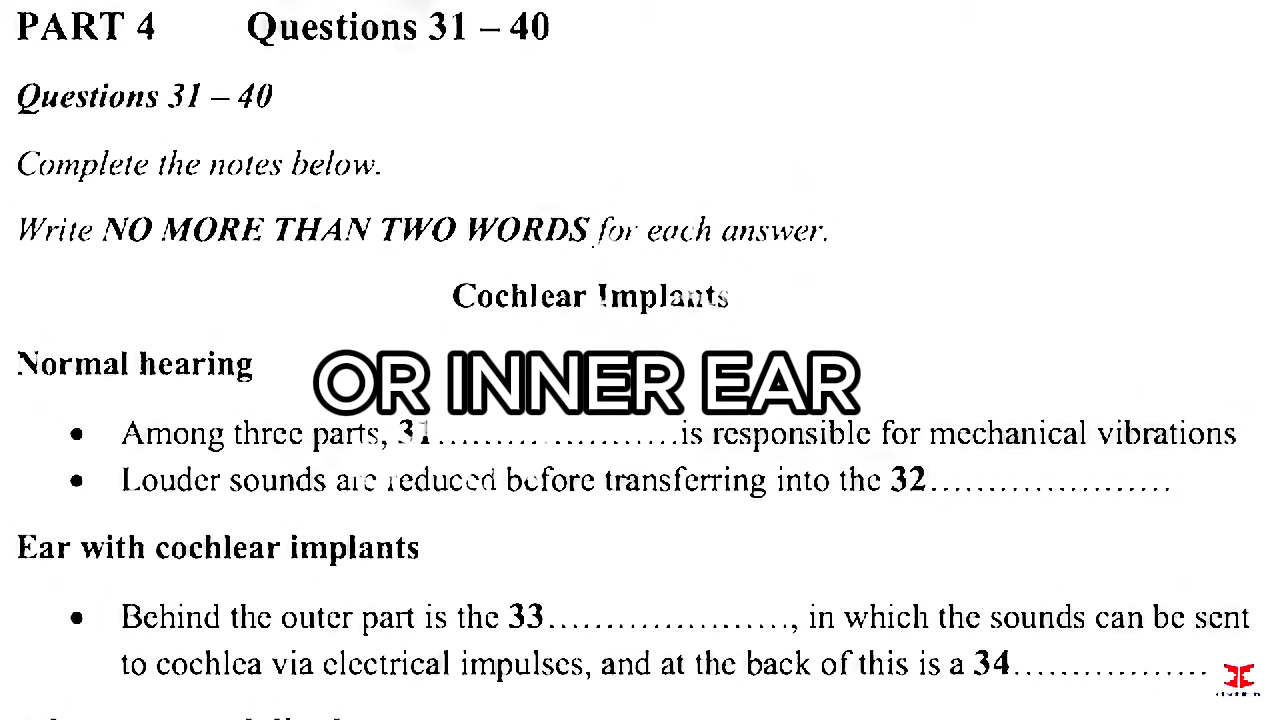 PART 4 Questions 31 – 40
Questions 31 – 40
Complete the notes below.
Write NO MORE THAN TWO WORDS for each answer.
Cochlear Implants
Normal hearing
OR INNER EAR
• Among three parts, 31.....................is responsible for mechanical vibrations
• Louder sounds are reduced before transferring into the 32.....................
Ear with cochlear implants
• Behind the outer part is the 33....................., in which the sounds can be sent
to cochlea via electrical impulses, and at the back of this is a 34.................